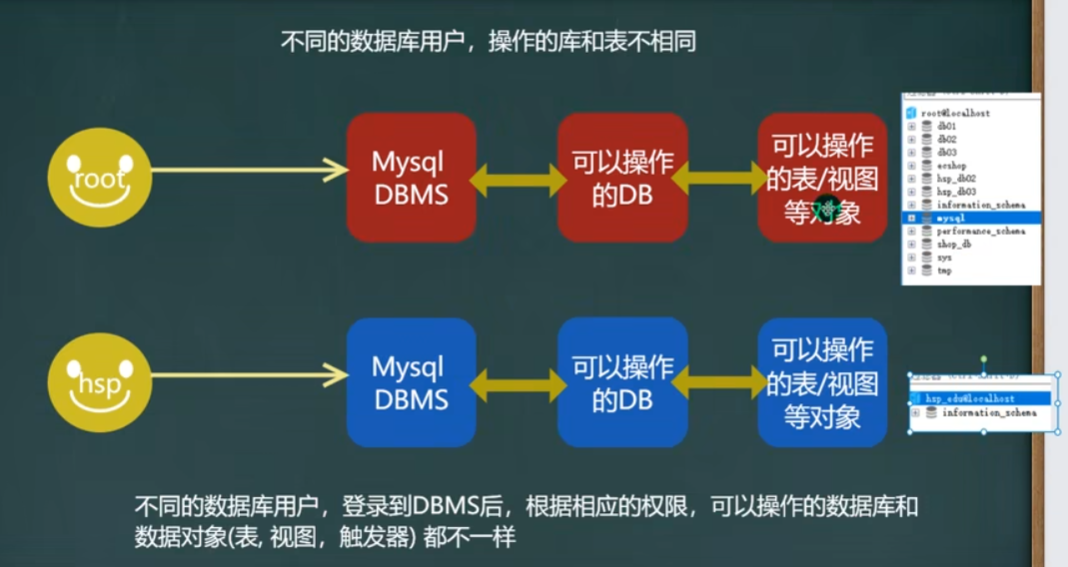 不同的数据库用户，操作的库和表不相同
root
Mysql
DBMS
可以操作
的DB
可以操作
的表/视图
等对象
root@localhost
db01
db02
db03
ecshop
hsp_db02
hsp_db03
information_schema
mysql
performance_schema
shop_db
sys
tmp
hsp
Mysql
DBMS
可以操作
的DB
可以操作
的表/视图
等对象
hsp_edu@localhost
information_schema
不同的数据库用户，登录到DBMS后，根据相应的权限，可以操作的数据库和
数据对象(表, 视图，触发器) 都不一样